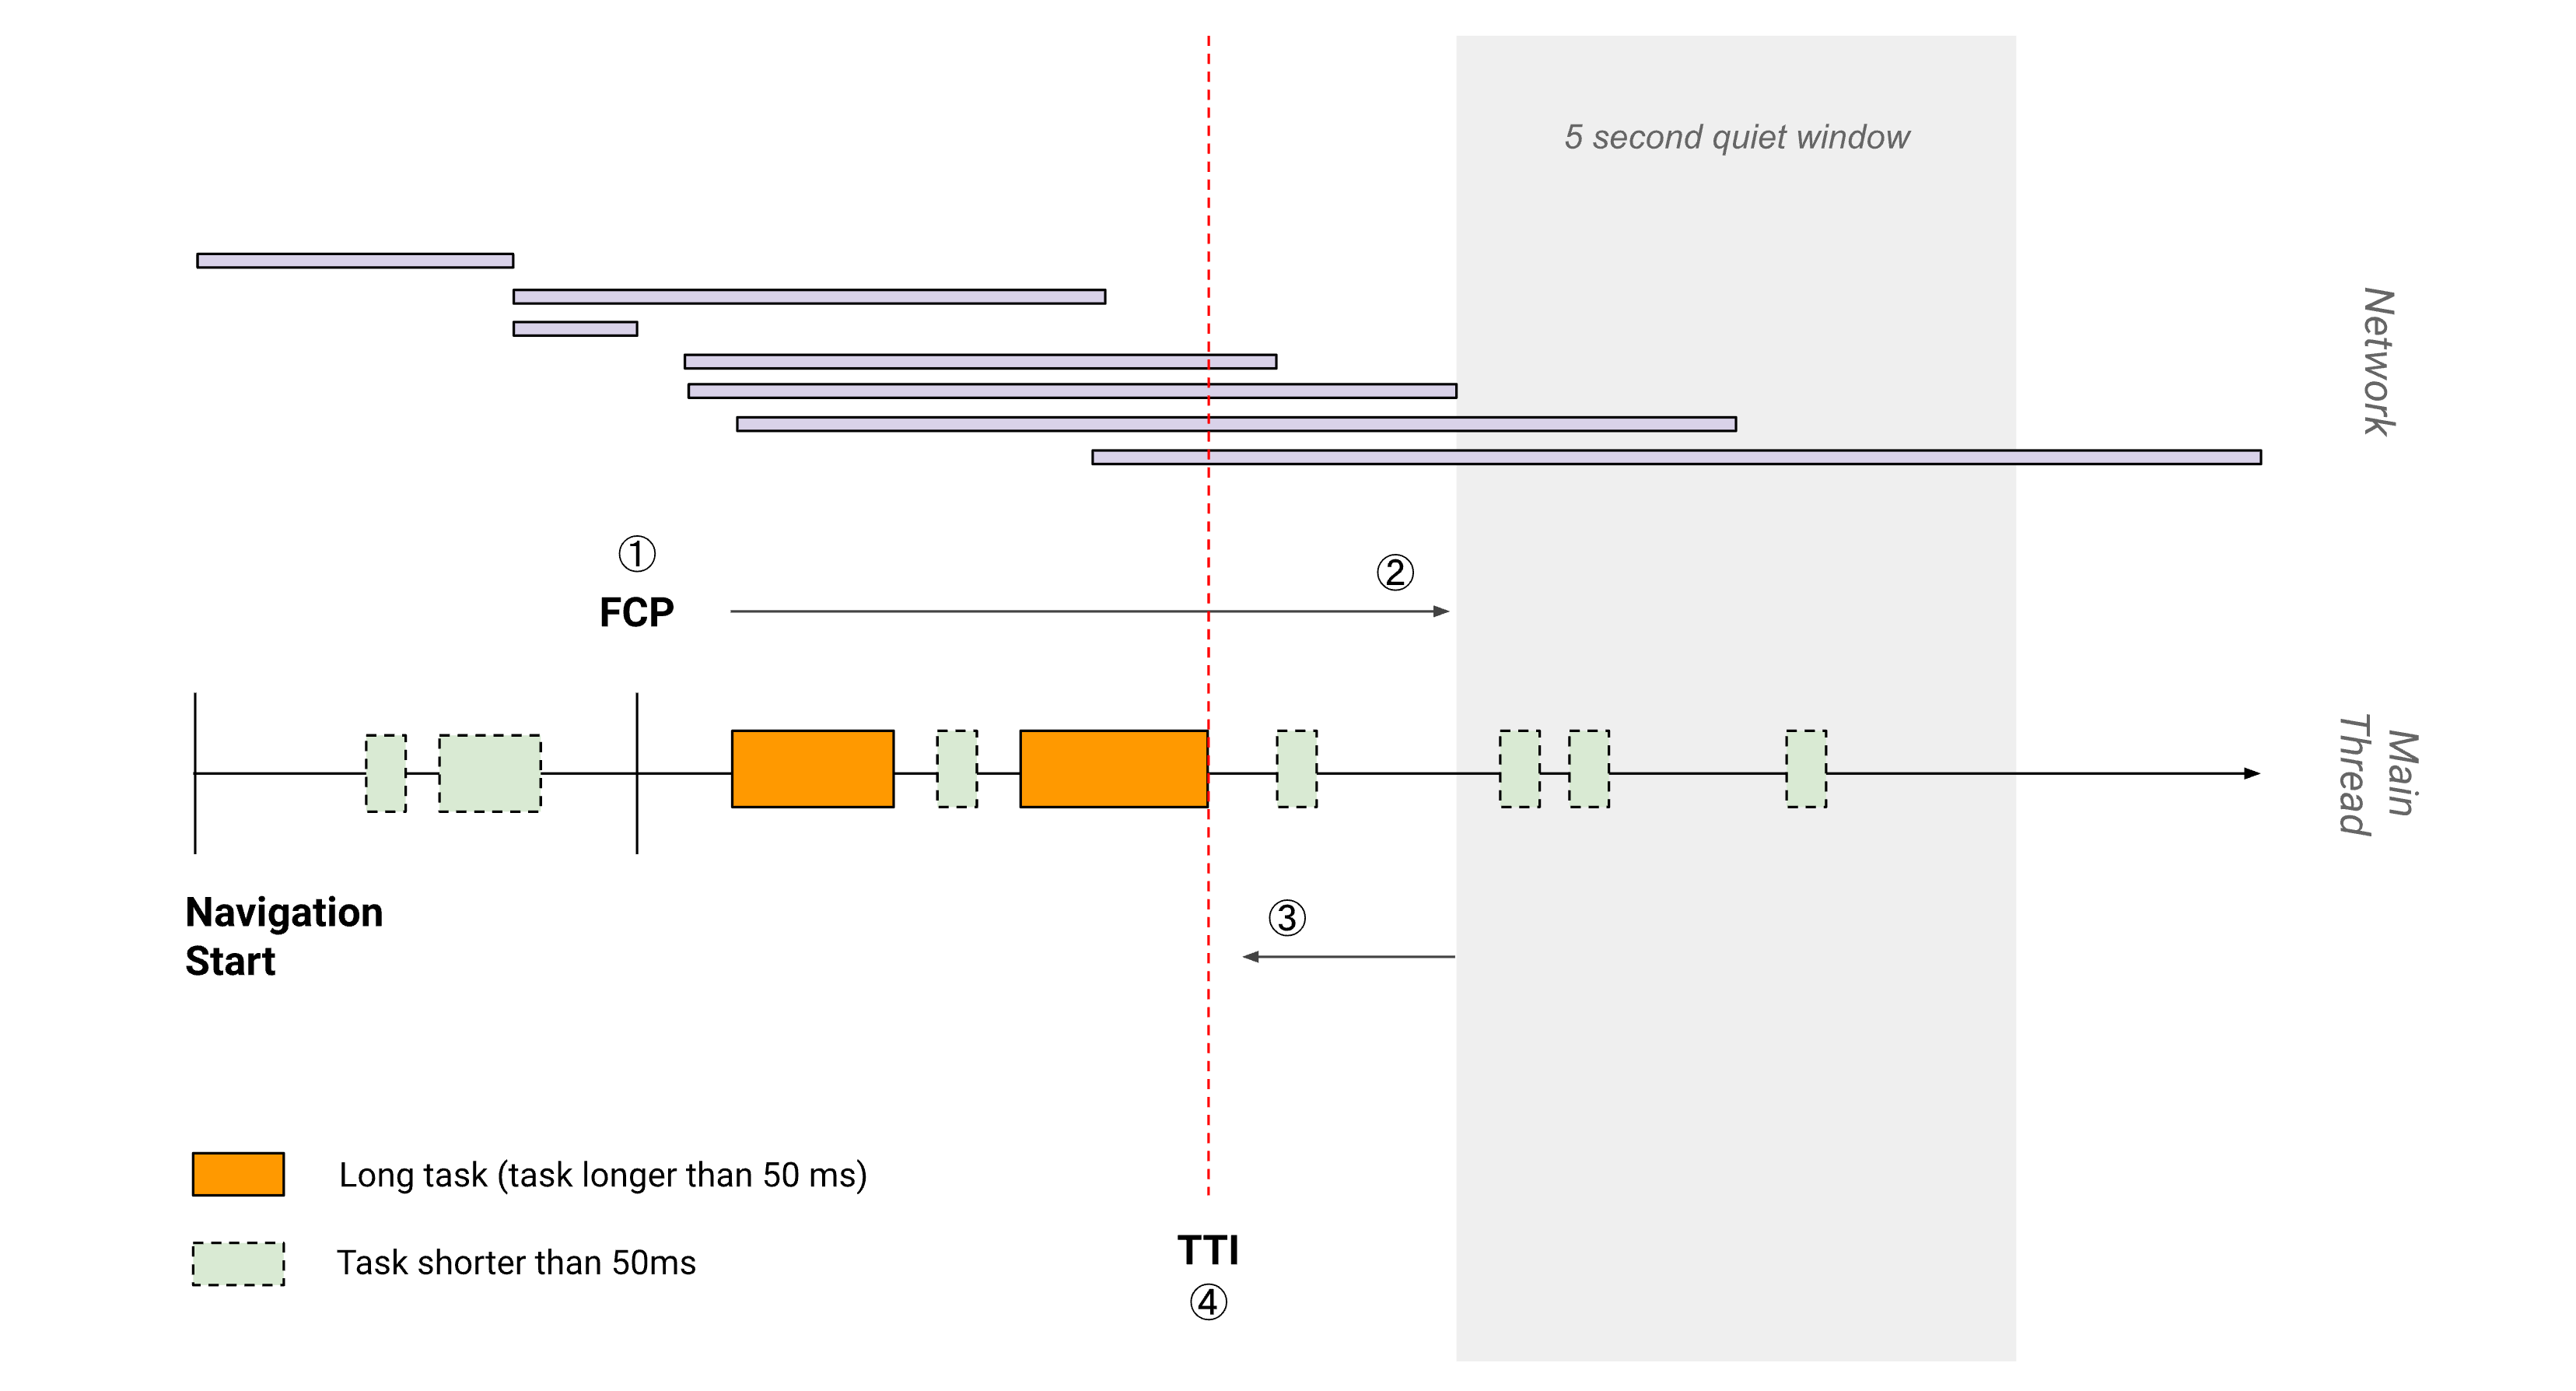 5 second quiet window
Network
①
FCP
②
Main
Thread
Navigation
Start
③
Long task (task longer than 50 ms)
Task shorter than 50ms
TTI
④